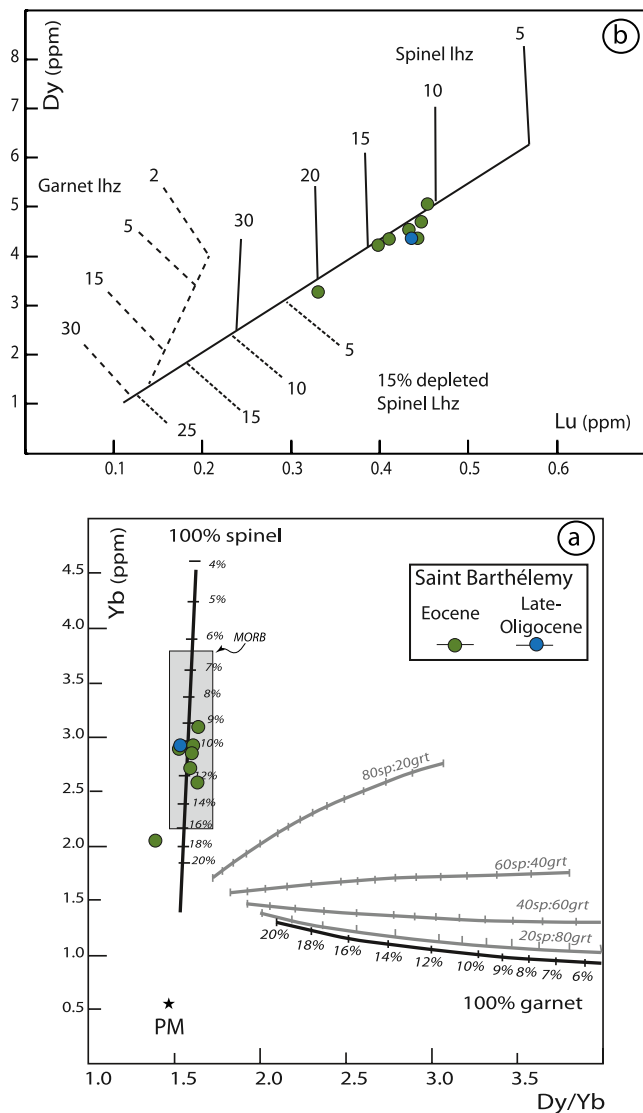 b
Dy (ppm)
8
7
6
5
4
3
2
1
Spinel lhz
5
10
15
20
30
Garnet lhz
2
5
15
30
5
10
15
25
15% depleted
Spinel Lhz
Lu (ppm)
0.1
0.2
0.3
0.4
0.5
0.6
a
Yb (ppm)
4.5
4.0
3.5
3.0
2.5
2.0
1.5
1.0
0.5
100% spinel
4%
5%
6%
MORB
7%
8%
9%
10%
12%
14%
16%
18%
20%
Saint Barthélemy
Eocene
Late-
Oligocene
80sp:20grt
60sp:40grt
40sp:60grt
20sp:80grt
20%
18%
16%
14%
12%
10%
9%
8%
7%
6%
100% garnet
PM
1.0
1.5
2.0
2.5
3.0
3.5
Dy/Yb